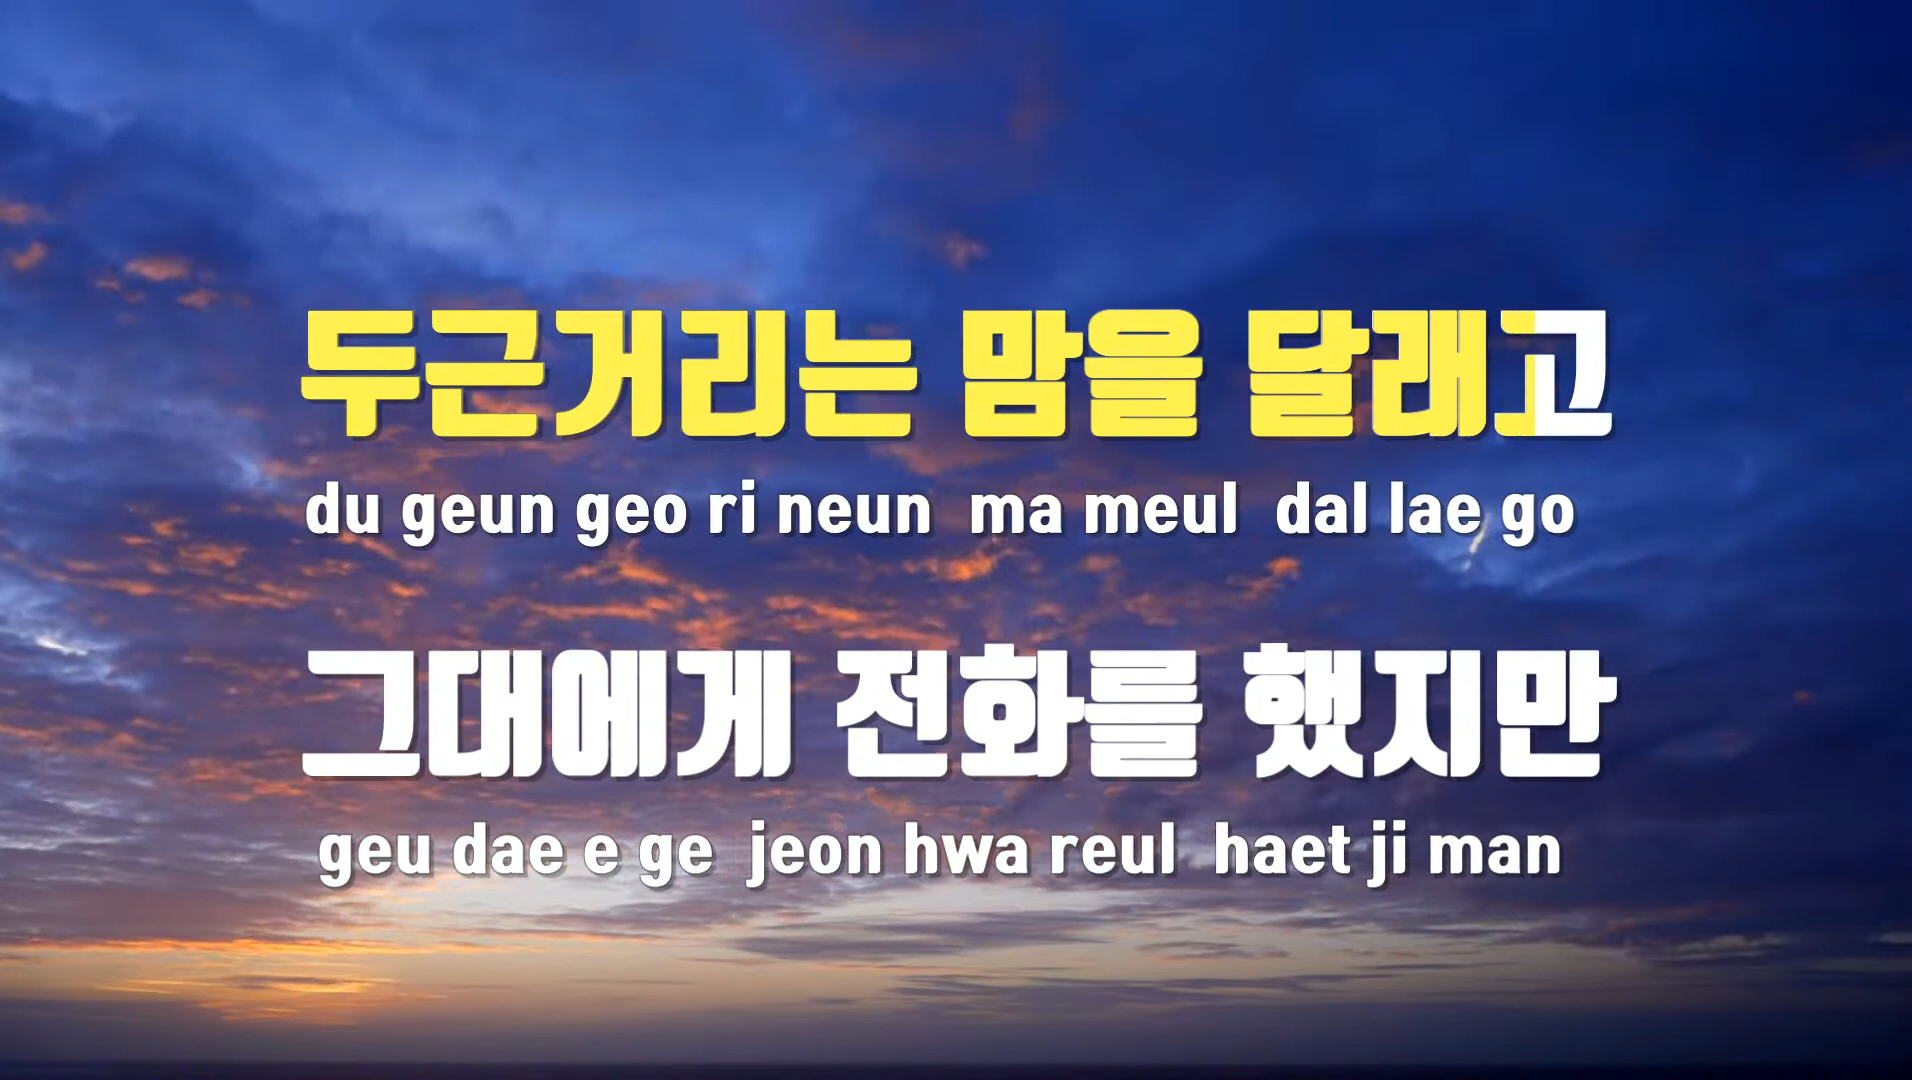 두근거리는 맘을 달래고
du geun geo ri neun ma meul dal lae go
그대에게 전화를 했지만
geu dae e ge jeon hwa reul haet ji man